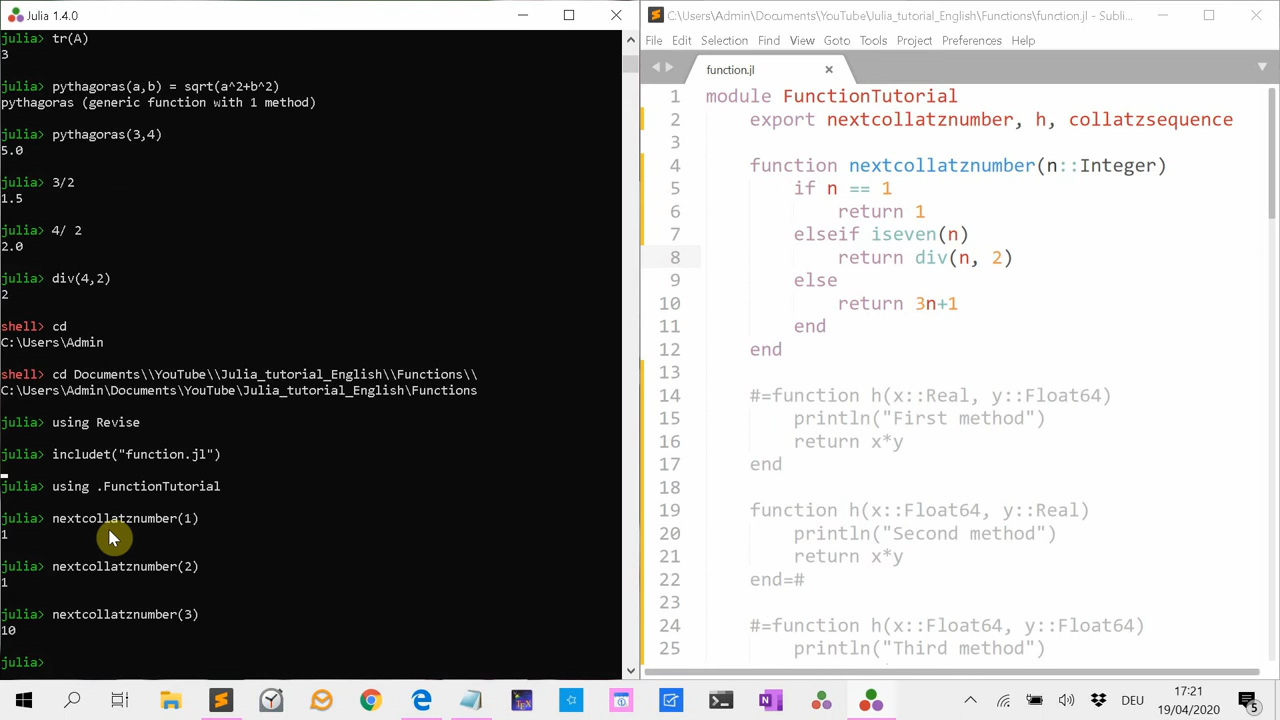 Julia 1.4.0
julia> tr(A)
3
julia> pythagoras(a,b) = sqrt(a^2+b^2)
pythagoras (generic function with 1 method)
julia> pythagoras(3,4)
5.0
julia> 3/2
1.5
julia> 4/ 2
2.0
julia> div(4,2)
2
shell> cd
C:\Users\Admin
shell> cd Documents\\YouTube\\Julia_tutorial_English\\Functions\\
C:\Users\Admin\Documents\YouTube\Julia_tutorial_English\Functions
julia> using Revise
julia> includet("function.jl")
julia> using .FunctionTutorial
julia> nextcollatznumber(1)
1
julia> nextcollatznumber(2)
1
julia> nextcollatznumber(3)
10
julia>
C:\Users\Admin\Documents\YouTube\Julia_tutorial_English\Functions\function.jl - Subli...
File Edit Selection Find View Goto Tools Project Preferences Help
function.jl
1 module FunctionTutorial
2 export nextcollatznumber, h, collatzsequence
3
4 function nextcollatznumber(n::Integer)
5 if n == 1
6 return 1
7 elseif iseven(n)
8 return div(n, 2)
9 else
10 return 3n+1
11 end
12 end
13
14 #=function h(x::Real, y::Float64)
15 println("First method")
16 return x*y
17 end
18
19 function h(x::Float64, y::Real)
20 println("Second method")
21 return x*y
22 end=#
23
24 #=function h(x::Float64, y::Float64)
25 println("Third method")
DEU
17:21
19/04/2020
5